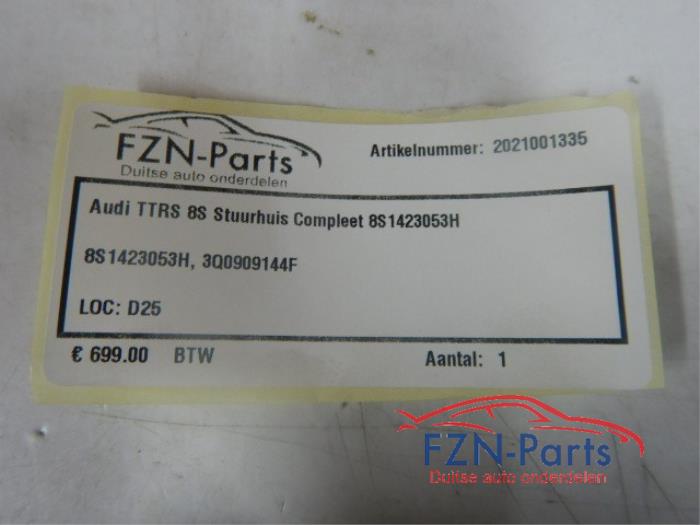 FZN-Parts
Duitse auto onderdelen
Artikelnummer: 2021001335
Audi TTRS 8S Stuurhuis Compleet 8S1423053H
8S1423053H, 3Q0909144F
LOC: D25
€ 699.00 BTW
Aantal: 1
FZN-Parts
Duitse auto onderdelen